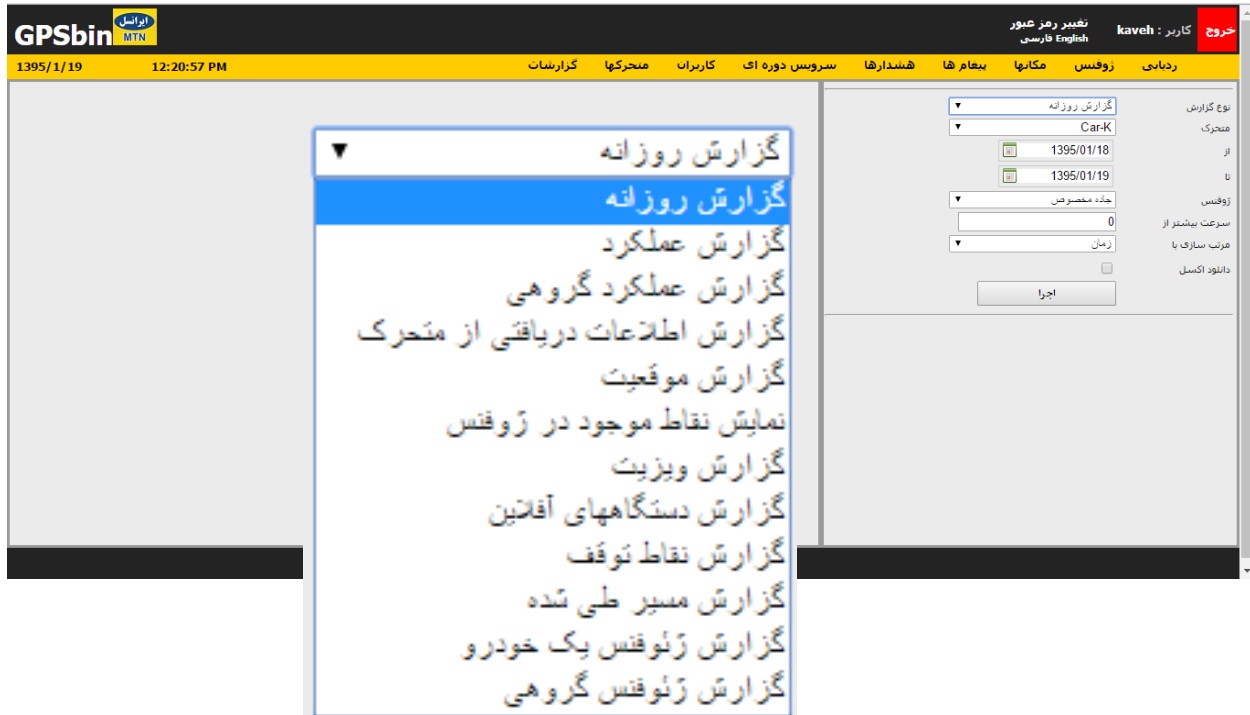 خروج
کاربر : kaveh
تغییر رمز عبور
English فارسی
GPSbin
ایرانسل
MTN
ردیابی ژوفنس مکانها پیغام ها هشدارها سرویس دوره ای کاربران متحرکها گزارشات
12:20:57 PM
1395/1/19
نوع گزارش گزارش روزانه
متحرک Car-K
از 1395/01/18
تا 1395/01/19
ژوفنس جاده مخصوص
سرعت بیشتر از 0
مرتب سازی با زمان
دانلود اکسل
اجرا
گزارش روزانه
گزارش روزانه
گزارش عملکرد
گزارش عملکرد گروهی
گزارش اطلاعات دریافتی از متحرک
گزارش موقعیت
نمایش نقاط موجود در ژوفنس
گزارش ویزیت
گزارش دستگاههای آفلاین
گزارش نقاط توقف
گزارش مسیر طی شده
گزارش ژئوفنس یک خودرو
گزارش ژئوفنس گروهی